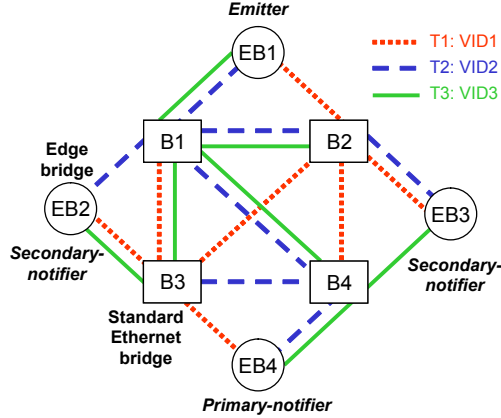 Emitter
EB1
T1: VID1
T2: VID2
T3: VID3
B1
B2
Edge
bridge
EB2
EB3
Secondary-
notifier
Secondary-
notifier
B3
B4
Standard
Ethernet
bridge
EB4
Primary-notifier